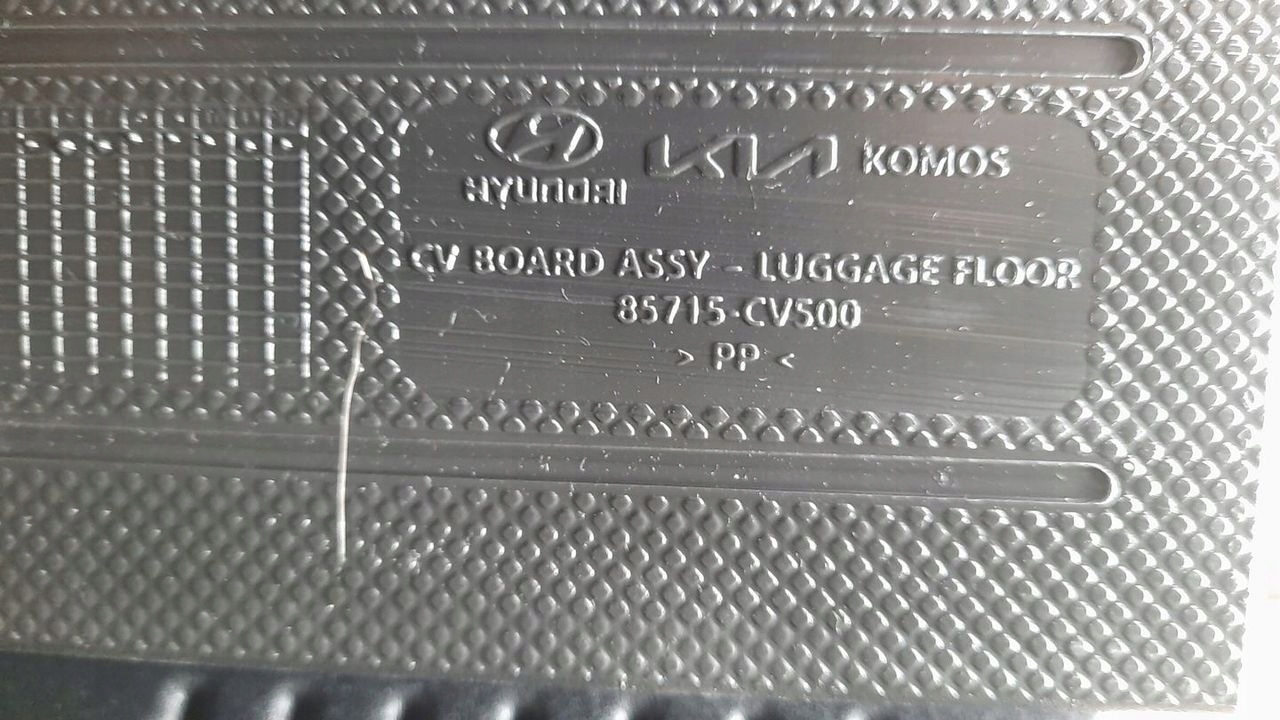 HYUNDAI KIA KOMOS
CV BOARD ASSY - LUGGAGE FLOOR
85715-CV500
> PP <